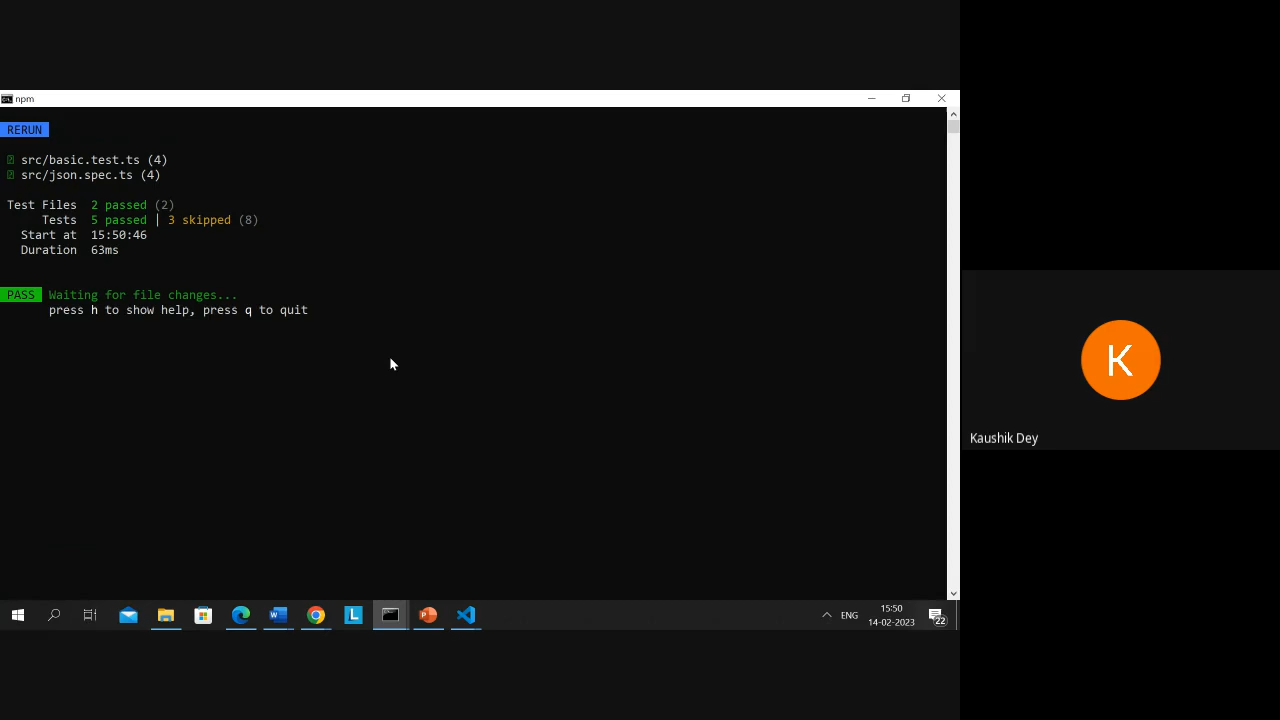 npm
RERUN
src/basic.test.ts (4)
src/json.spec.ts (4)
Test Files 2 passed (2)
Tests 5 passed | 3 skipped (8)
Start at 15:50:46
Duration 63ms
PASS Waiting for file changes...
press h to show help, press q to quit
K
Kaushik Dey
L
ENG
15:50
14-02-2023
22